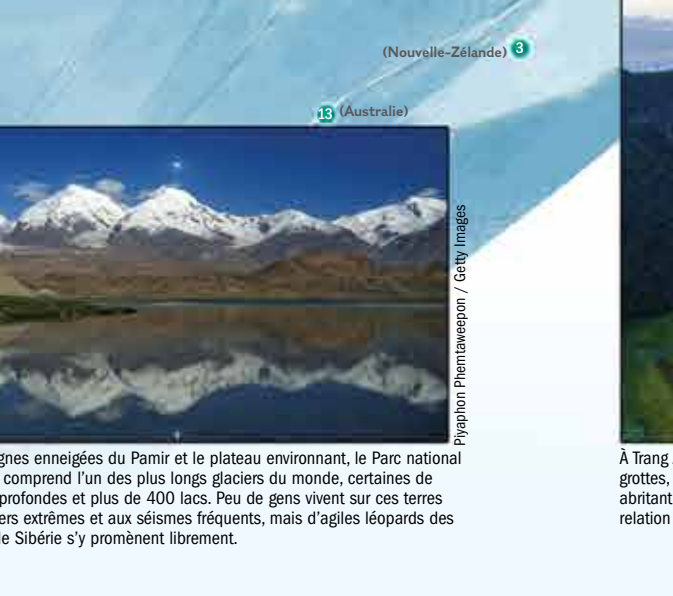 (Nouvelle-Zélande) 3
13 (Australie)
Piyaphon Phemtaweepon / Getty Images
gnes enneigées du Pamir et le plateau environnant, le Parc national
comprend l’un des plus longs glaciers du monde, certaines de
profondes et plus de 400 lacs. Peu de gens vivent sur ces terres
ers extrêmes et aux séismes fréquents, mais d’agiles léopards des
de Sibérie s’y promènent librement.
À Trang
grottes,
abritant
relation